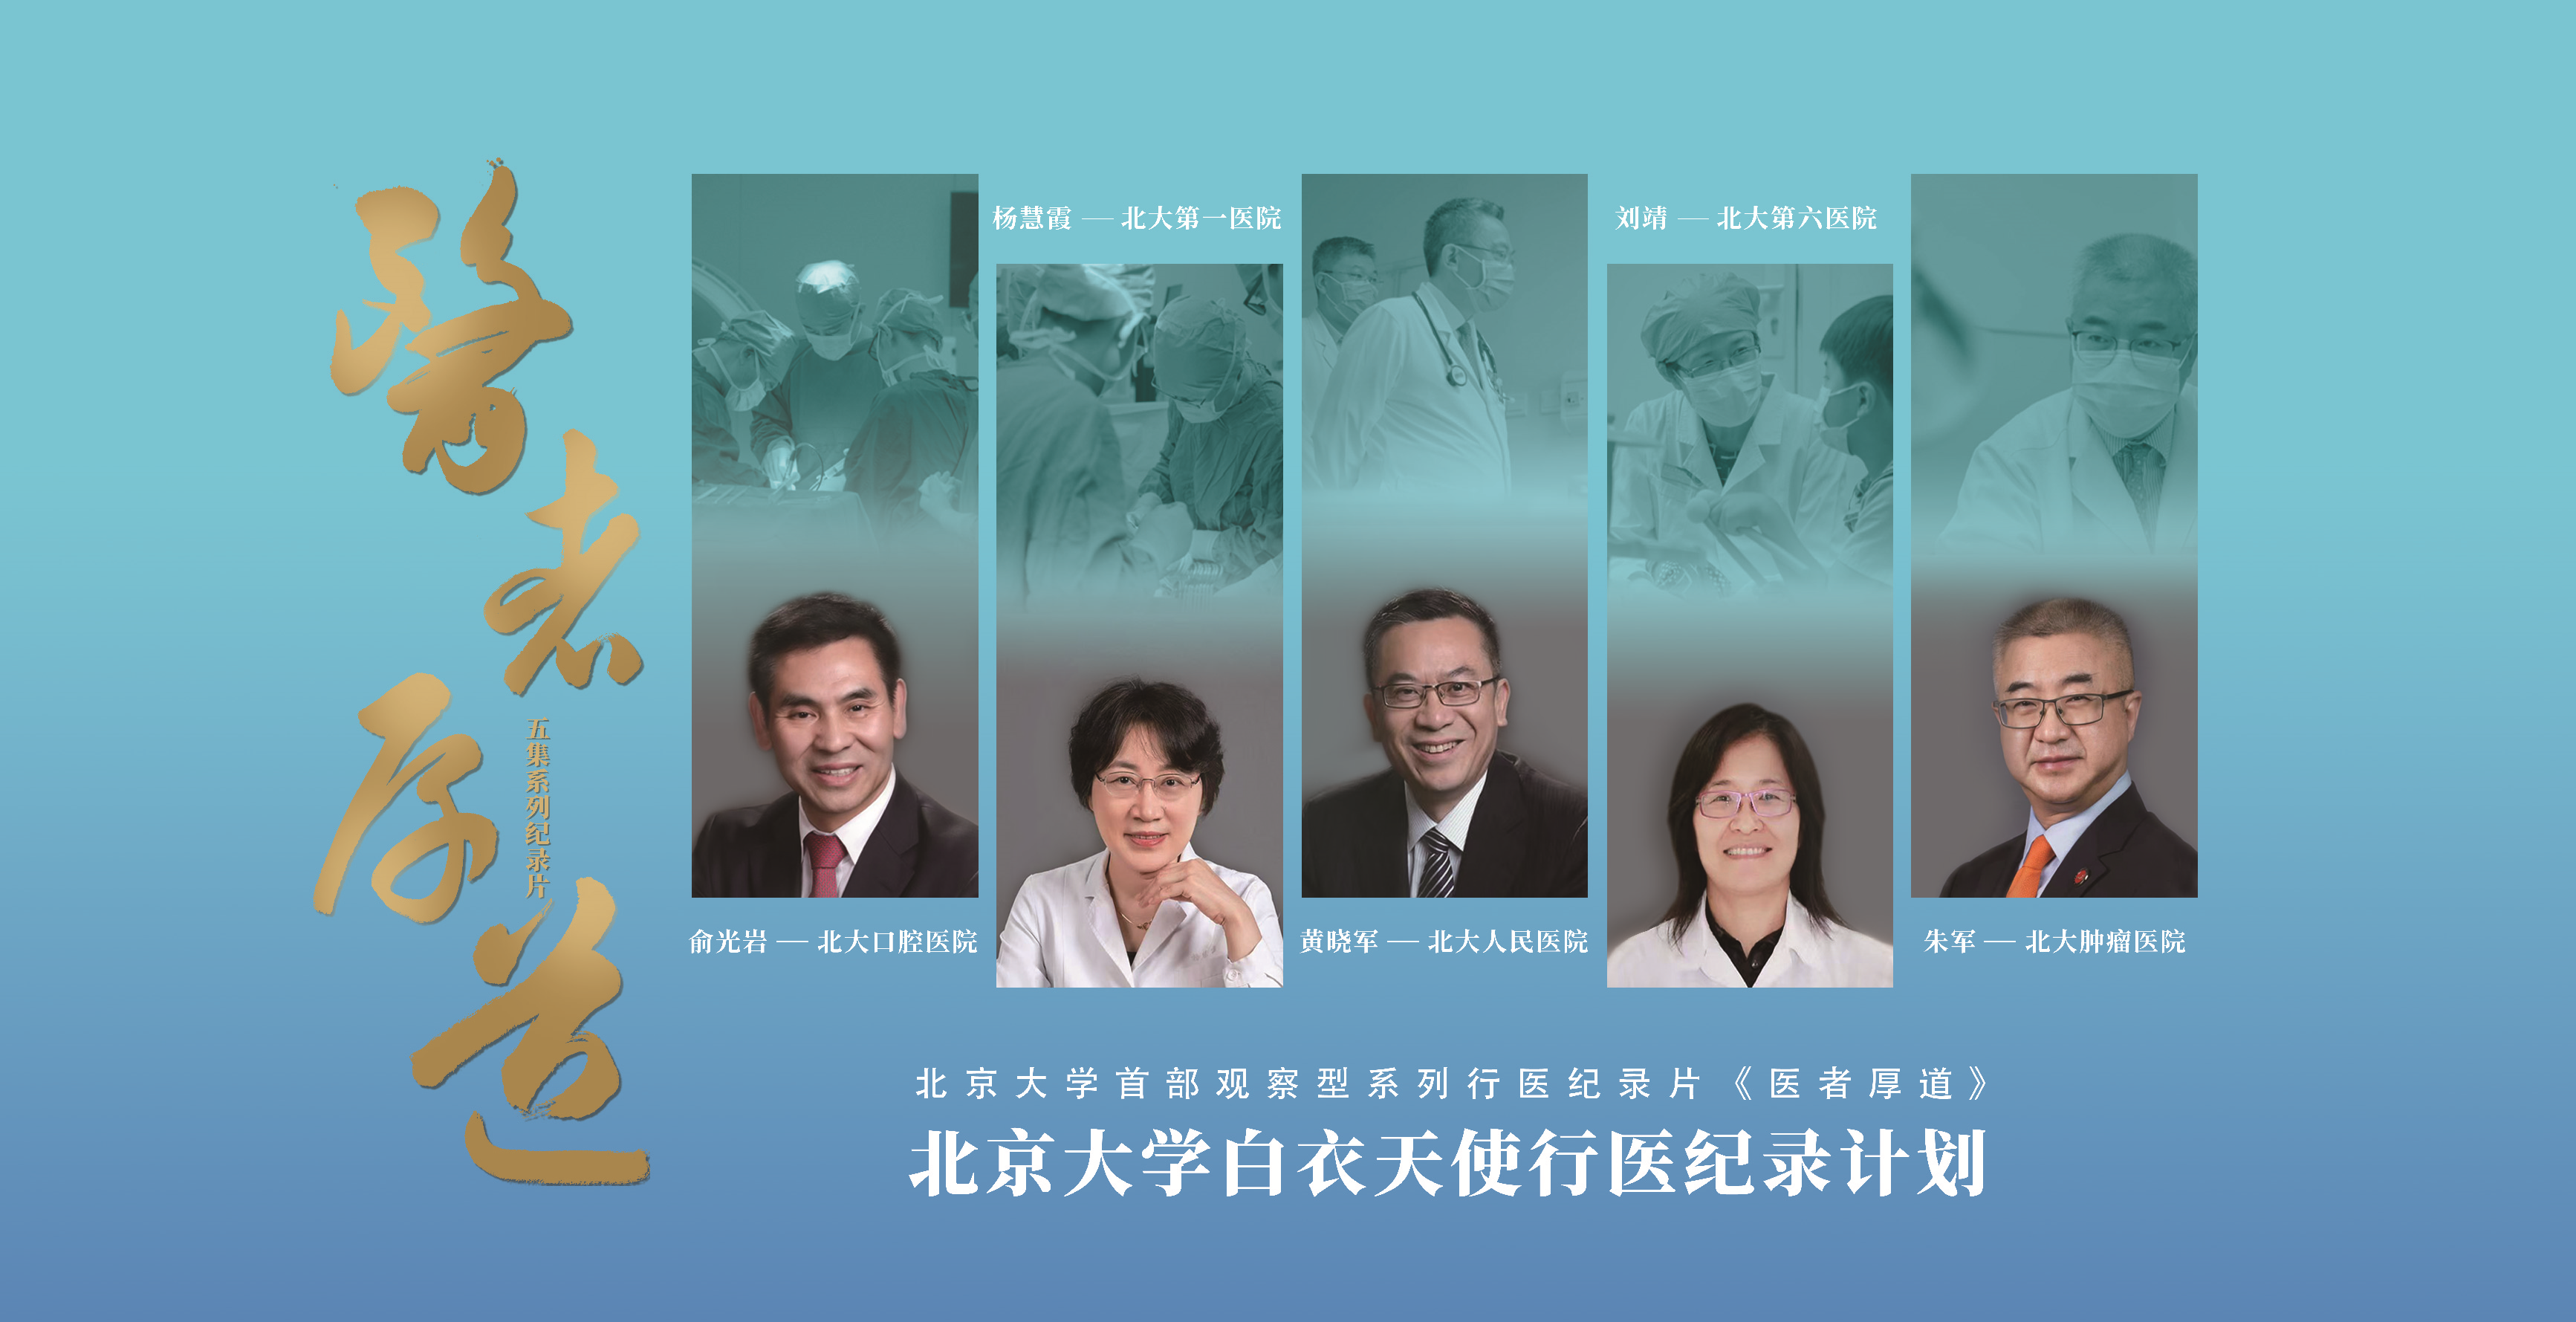 醫者厚道
五集系列纪录片
杨慧霞 — 北大第一医院
刘靖 — 北大第六医院
俞光岩 — 北大口腔医院
黄晓军 — 北大人民医院
朱军 — 北大肿瘤医院
北京大学首部观察型系列行医纪录片《医者厚道》
北京大学白衣天使行医纪录计划